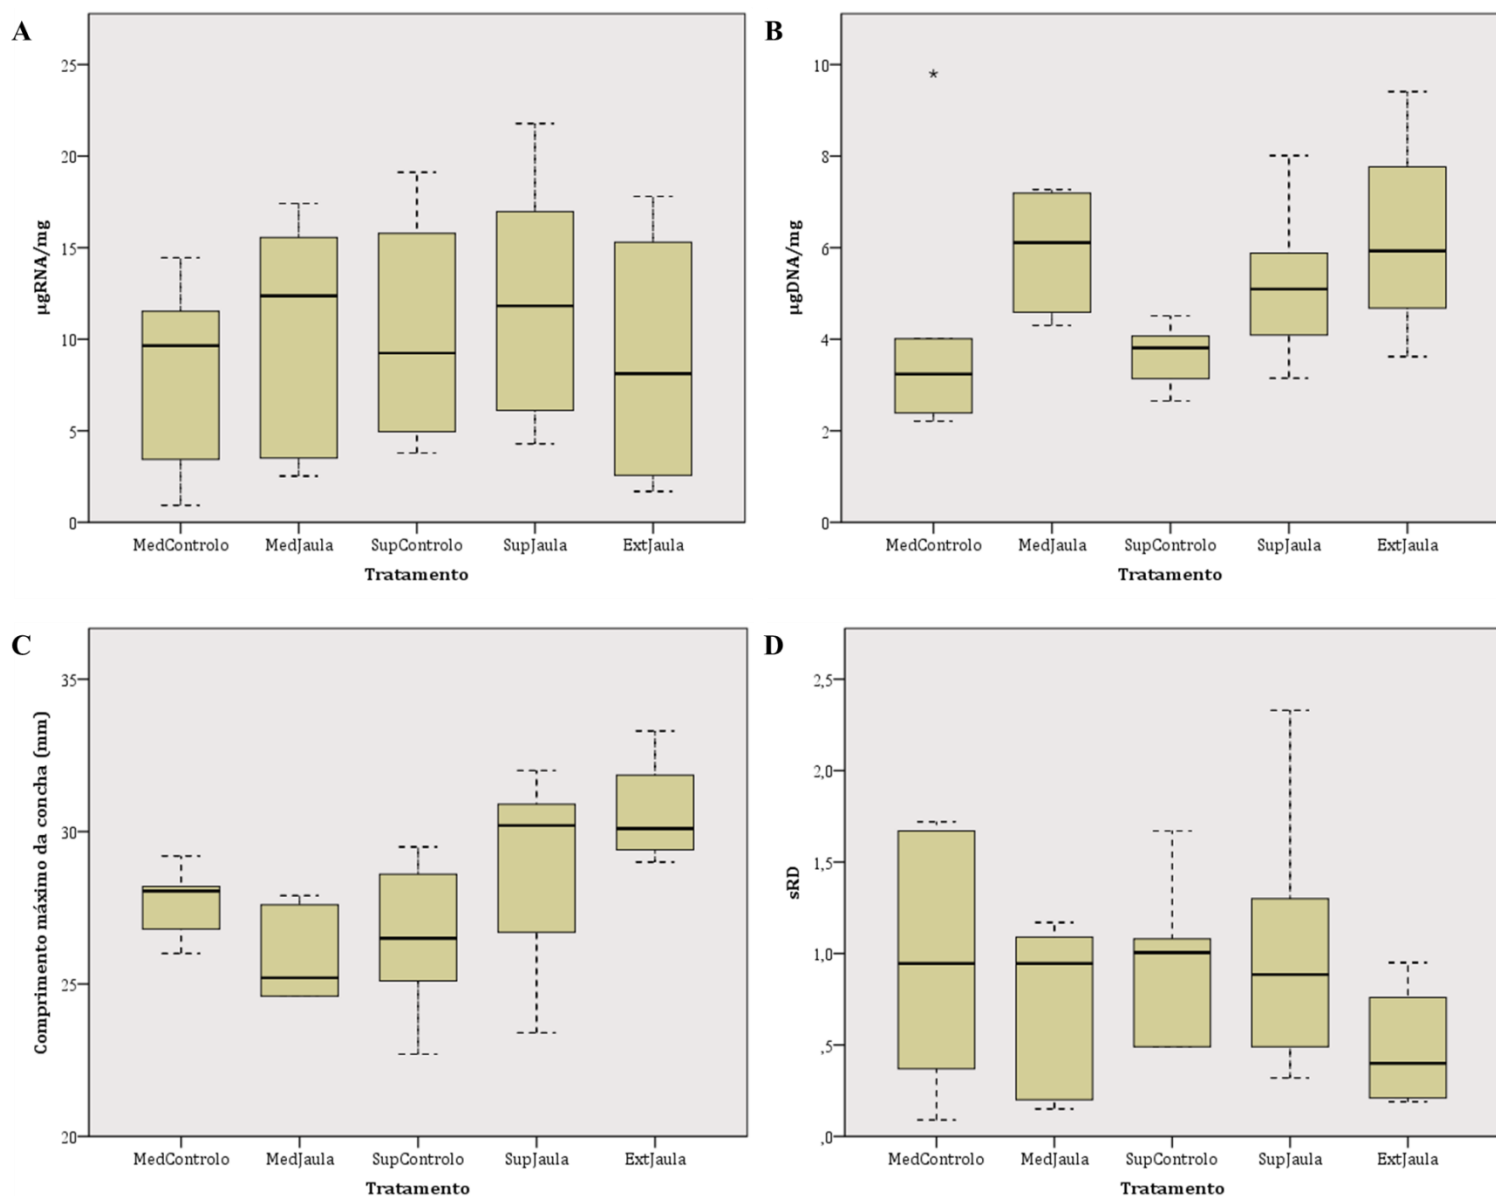 A
µgRNA/mg
25
20
15
10
5
0
MedControlo MedJaula SupControlo SupJaula ExtJaula
Tratamento
B
µgDNA/mg
10
8
6
4
2
0
*
MedControlo MedJaula SupControlo SupJaula ExtJaula
Tratamento
C
Comprimento máximo da concha (mm)
35
30
25
20
MedControlo MedJaula SupControlo SupJaula ExtJaula
Tratamento
D
sRD
2,5
2,0
1,5
1,0
,5
,0
MedControlo MedJaula SupControlo SupJaula ExtJaula
Tratamento